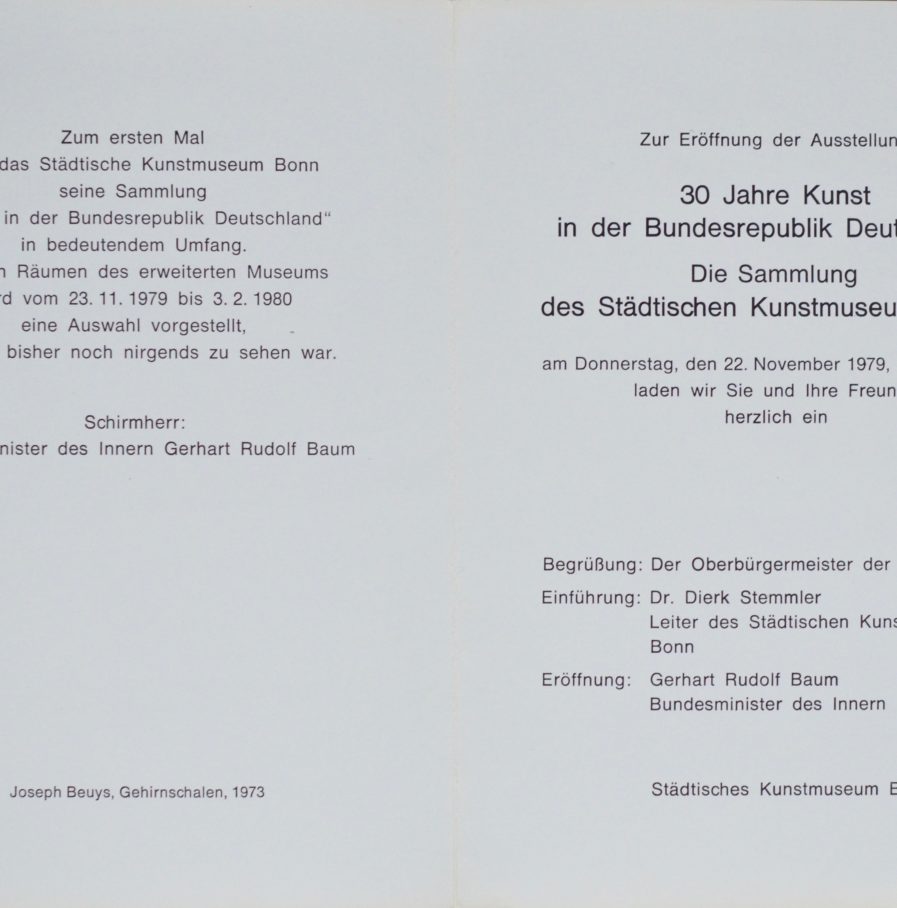 Zum ersten Mal
das Städtische Kunstmuseum Bonn
seine Sammlung
in der Bundesrepublik Deutschland“
in bedeutendem Umfang.
Räumen des erweiterten Museums
vom 23. 11. 1979 bis 3. 2. 1980
eine Auswahl vorgestellt,
bisher noch nirgends zu sehen war.
Schirmherr:
des Innern Gerhart Rudolf Baum
Joseph Beuys, Gehirnschalen, 1973
Zur Eröffnung der
30 Jahre Kunst
in der Bundesrepublik
Die Sammlung
des Städtischen
am Donnerstag, den 22. November 1979,
laden wir Sie und Ihre
herzlich ein
Begrüßung: Der Oberbürgermeister der
Einführung: Dr. Dierk Stemmler
Leiter des Städtischen
Bonn
Eröffnung: Gerhart Rudolf Baum
Bundesminister des Innern
Städtisches Kunstmuseum